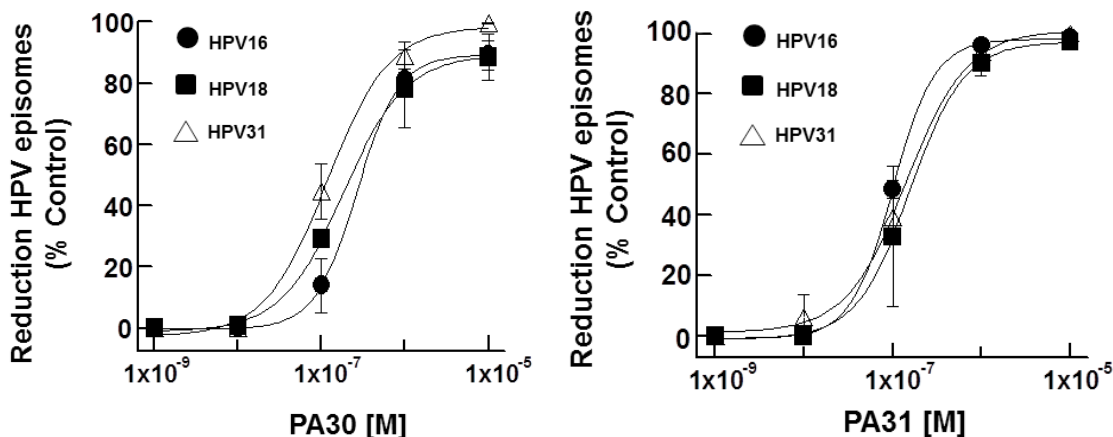 Reduction HPV episomes
(% Control)
100
80
60
40
20
0
HPV16
HPV18
HPV31
1x10⁻⁹
1x10⁻⁷
1x10⁻⁵
PA30 [M]
Reduction HPV episomes
(% Control)
100
80
60
40
20
0
HPV16
HPV18
HPV31
1x10⁻⁹
1x10⁻⁷
1x10⁻⁵
PA31 [M]